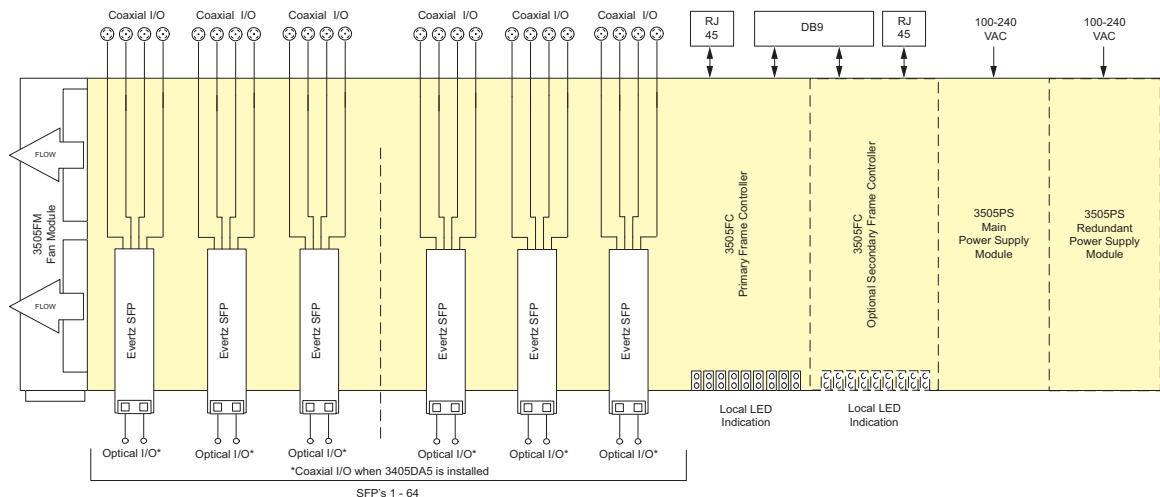 Coaxial I/O
Coaxial I/O
Coaxial I/O
Coaxial I/O
Coaxial I/O
Coaxial I/O
RJ
45
DB9
RJ
45
100-240
VAC
100-240
VAC
FLOW
FLOW
3505FM
Fan Module
Evertz SFP
Evertz SFP
Evertz SFP
Evertz SFP
Evertz SFP
Evertz SFP
3505FC
Primary Frame Controller
3505FC
Optional Secondary Frame Controller
3505PS
Main
Power Supply
Module
3505PS
Redundant
Power Supply
Module
Local LED
Indication
Local LED
Indication
Optical I/O*
Optical I/O*
Optical I/O*
Optical I/O*
Optical I/O*
Optical I/O*
*Coaxial I/O when 3405DA5 is installed
SFP's 1 - 64